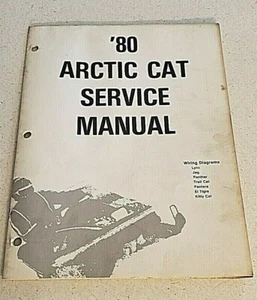 '80
ARCTIC CAT
SERVICE
MANUAL
Wiring Diagrams
Lynx
Jag
Panther
Trail Cat
Pantera
El Tigre
Kitty Cat